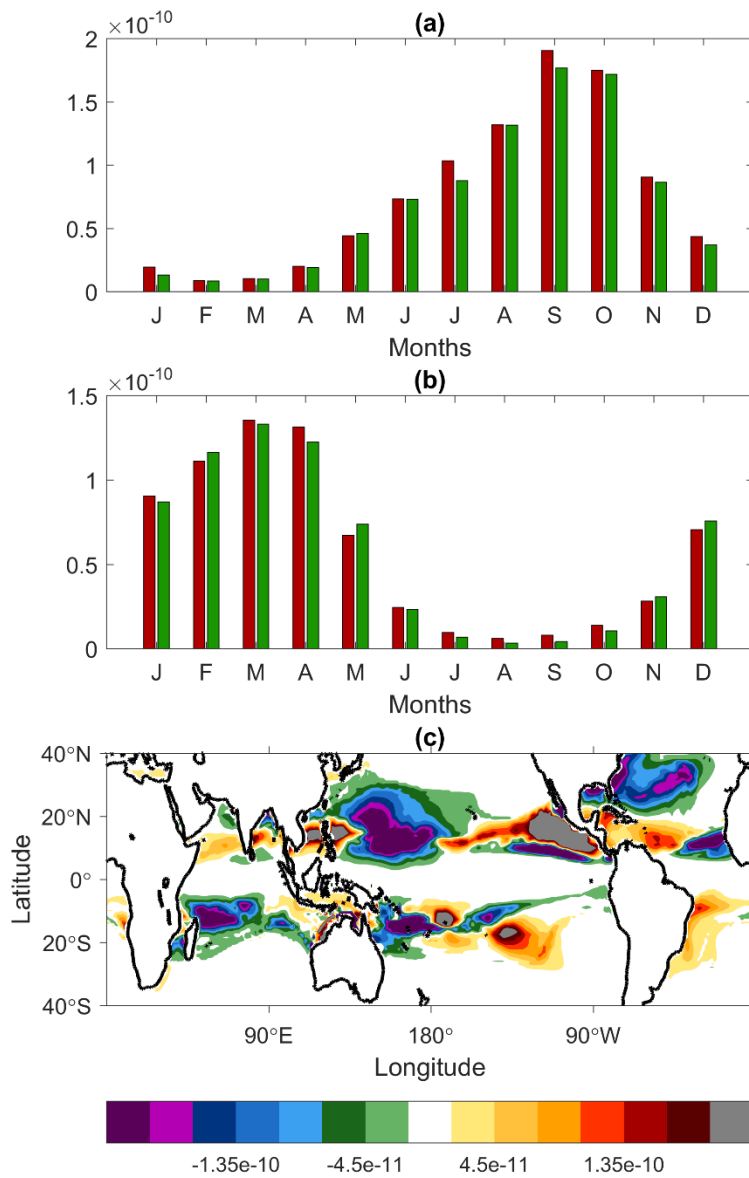 (a)
×10-10
2
1.5
1
0.5
0
J F M A M J J A S O N D
Months
(b)
×10-10
1.5
1
0.5
0
J F M A M J J A S O N D
Months
(c)
40°N
20°N
0°
20°S
40°S
Latitude
90°E 180° 90°W
Longitude
-1.35e-10 -4.5e-11 4.5e-11 1.35e-10